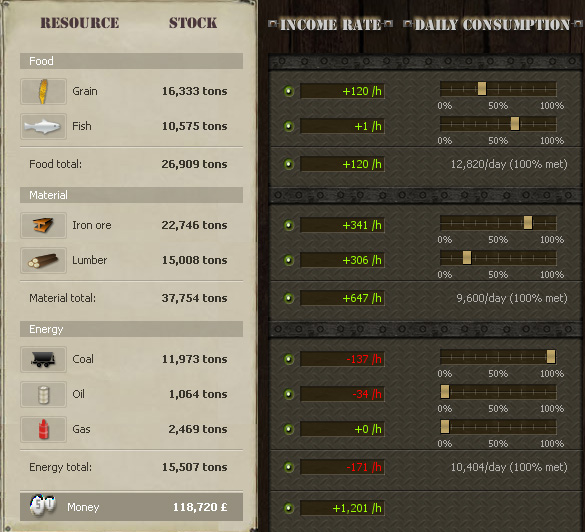 RESOURCE STOCK INCOME RATE DAILY CONSUMPTION
Food
Grain 16,333 tons +120 /h
0% 50% 100%
Fish 10,575 tons +1 /h
0% 50% 100%
Food total: 26,909 tons +120 /h 12,820/day (100% met)
Material
Iron ore 22,746 tons +341 /h
0% 50% 100%
Lumber 15,008 tons +306 /h
0% 50% 100%
Material total: 37,754 tons +647 /h 9,600/day (100% met)
Energy
Coal 11,973 tons -137 /h
0% 50% 100%
Oil 1,064 tons -34 /h
0% 50% 100%
Gas 2,469 tons +0 /h
0% 50% 100%
Energy total: 15,507 tons -171 /h 10,404/day (100% met)
Money 118,720 £ +1,201 /h